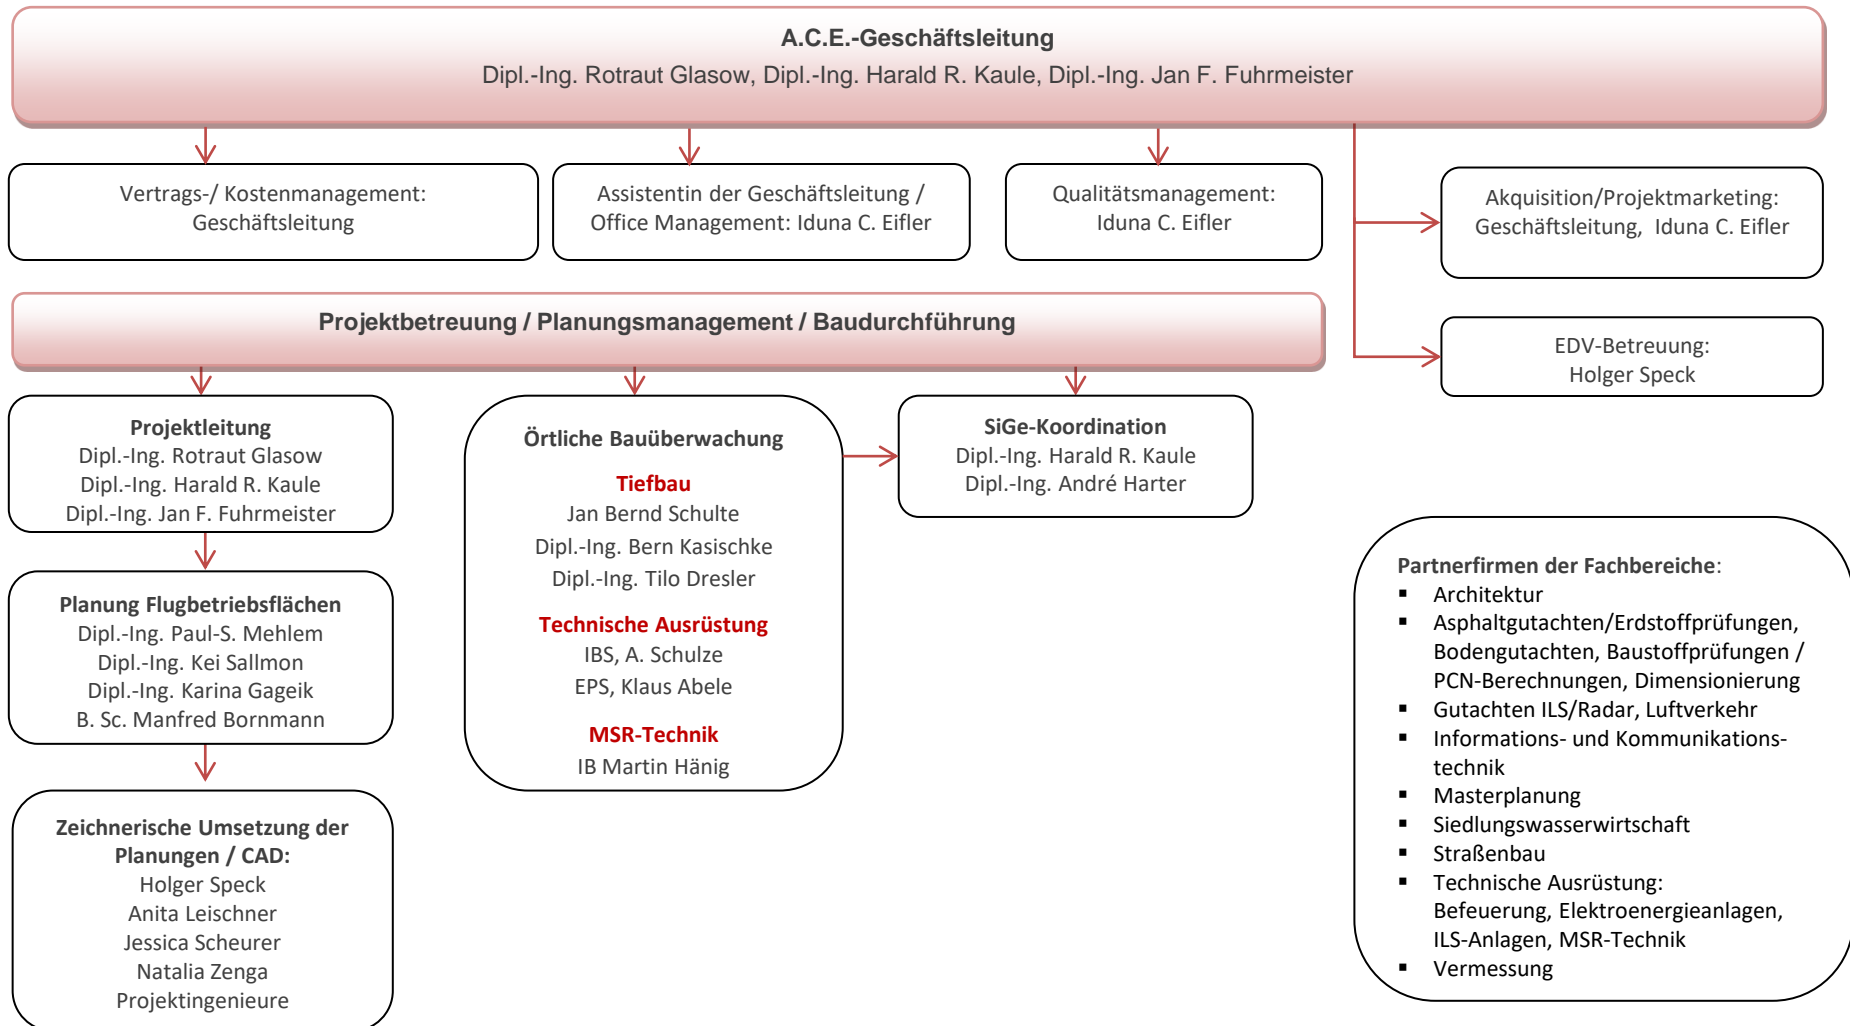 A.C.E.-Geschäftsleitung
Dipl.-Ing. Rotraut Glasow, Dipl.-Ing. Harald R. Kaule, Dipl.-Ing. Jan F. Fuhrmeister
Vertrags-/ Kostenmanagement:
Geschäftsleitung
Assistentin der Geschäftsleitung /
Office Management: Iduna C. Eifler
Qualitätsmanagement:
Iduna C. Eifler
Akquisition/Projektmarketing:
Geschäftsleitung, Iduna C. Eifler
Projektbetreuung / Planungsmanagement / Baudurchführung
EDV-Betreuung:
Holger Speck
Projektleitung
Dipl.-Ing. Rotraut Glasow
Dipl.-Ing. Harald R. Kaule
Dipl.-Ing. Jan F. Fuhrmeister
Planung Flugbetriebsflächen
Dipl.-Ing. Paul-S. Mehlem
Dipl.-Ing. Kei Sallmon
Dipl.-Ing. Karina Gageik
B. Sc. Manfred Bornmann
Zeichnerische Umsetzung der
Planungen / CAD:
Holger Speck
Anita Leischner
Jessica Scheurer
Natalia Zenga
Projektingenieure
Örtliche Bauüberwachung
Tiefbau
Jan Bernd Schulte
Dipl.-Ing. Bern Kasischke
Dipl.-Ing. Tilo Dresler
Technische Ausrüstung
IBS, A. Schulze
EPS, Klaus Abele
MSR-Technik
IB Martin Hänig
SiGe-Koordination
Dipl.-Ing. Harald R. Kaule
Dipl.-Ing. André Harter
Partnerfirmen der Fachbereiche:
▪ Architektur
▪ Asphaltgutachten/Erdstoffprüfungen,
Bodengutachten, Baustoffprüfungen /
PCN-Berechnungen, Dimensionierung
▪ Gutachten ILS/Radar, Luftverkehr
▪ Informations- und Kommunikations-
technik
▪ Masterplanung
▪ Siedlungswasserwirtschaft
▪ Straßenbau
▪ Technische Ausrüstung:
Befeuerung, Elektroenergieanlagen,
ILS-Anlagen, MSR-Technik
▪ Vermessung